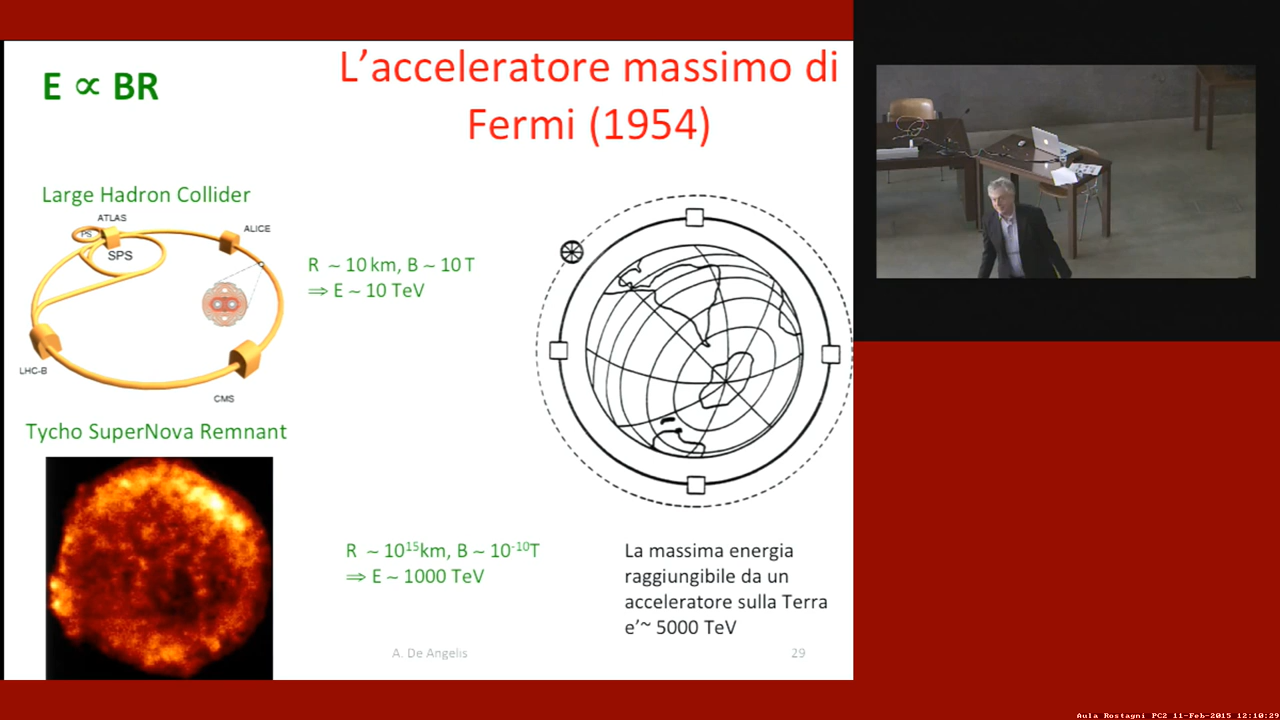 E ∝ BR
L'acceleratore massimo di
Fermi (1954)
Large Hadron Collider
ATLAS
PS
SPS
ALICE
LHC-B
CMS
R ~ 10 km, B ~ 10 T
⇒ E ~ 10 TeV
Tycho SuperNova Remnant
R ~ 10¹⁵km, B ~ 10⁻¹⁰T
⇒ E ~ 1000 TeV
La massima energia
raggiungibile da un
acceleratore sulla Terra
e'~ 5000 TeV
A. De Angelis
29
Aula Rostagni PC2 11-Feb-2015 12:10:29